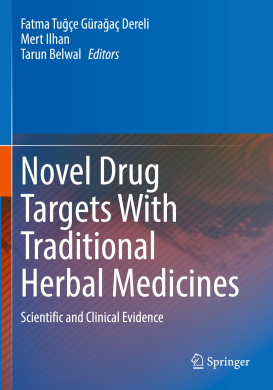 Fatma Tuğçe Gürağaç Dereli
Mert Ilhan
Tarun Belwal Editors
Novel Drug
Targets With
Traditional
Herbal Medicines
Scientific and Clinical Evidence
Springer